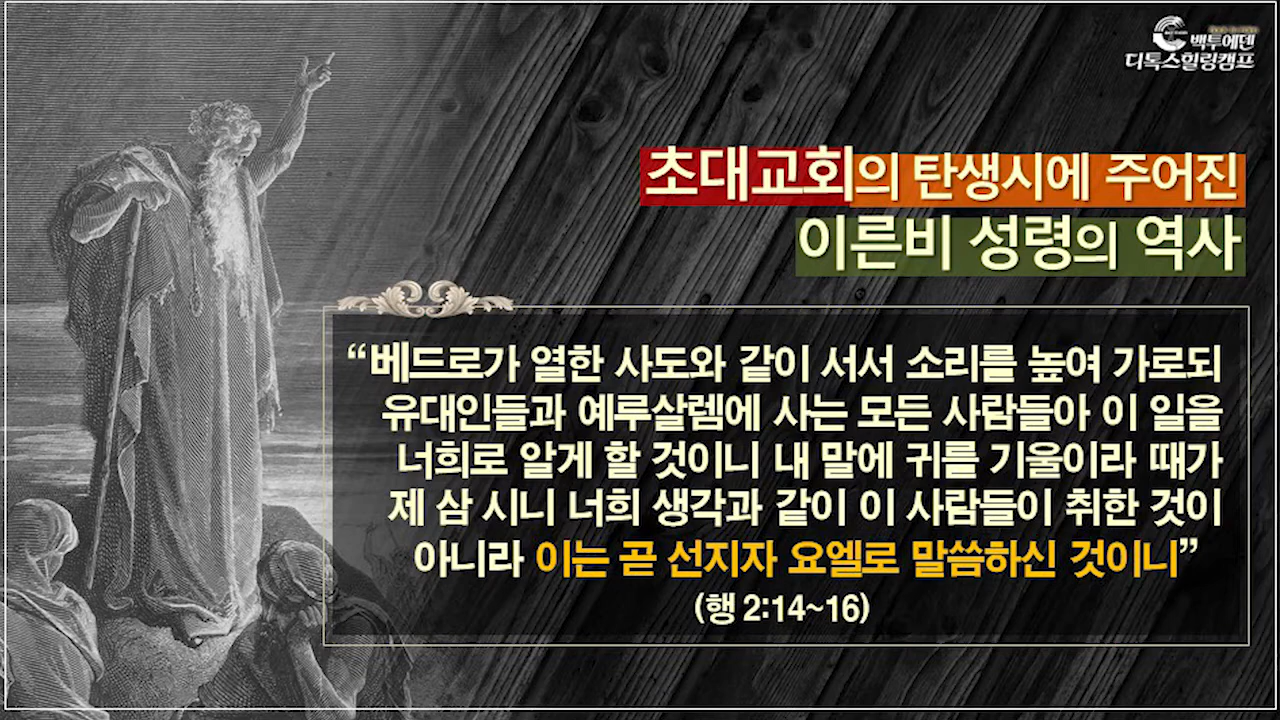 백투에덴
디톡스힐링캠프
초대교회의 탄생시에 주어진
이른비 성령의 역사
“베드로가 열한 사도와 같이 서서 소리를 높여 가로되
유대인들과 예루살렘에 사는 모든 사람들아 이 일을
너희로 알게 할 것이니 내 말에 귀를 기울이라 때가
제 삼 시니 너희 생각과 같이 이 사람들이 취한 것이
아니라 이는 곧 선지자 요엘로 말씀하신 것이니”
(행 2:14~16)